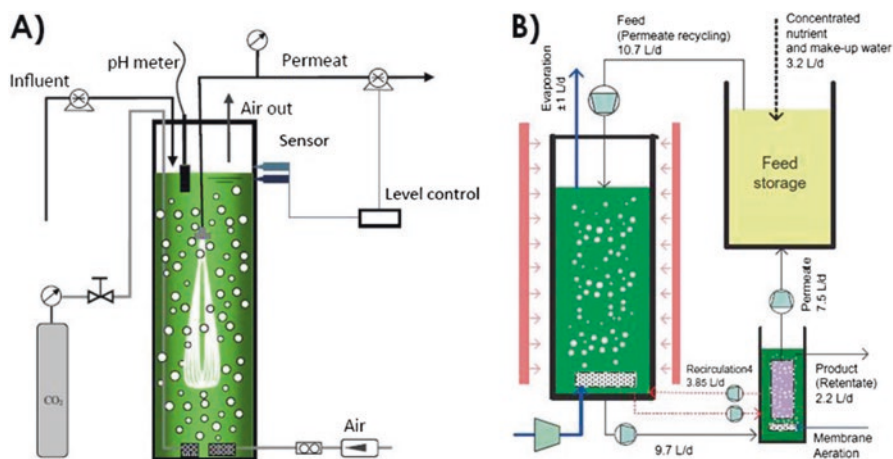 A)
pH meter
Permeat
Influent
Air out
Sensor
Level control
CO₂
Air
B)
Feed
(Permeate recycling)
10.7 L/d
Concentrated
nutrient
and make-up water
3.2 L/d
Evaporation
±1 L/d
Feed
storage
Permeate
7.5 L/d
Recirculation4
3.85 L/d
Product
(Retentate)
2.2 L/d
9.7 L/d
Membrane
Aeration